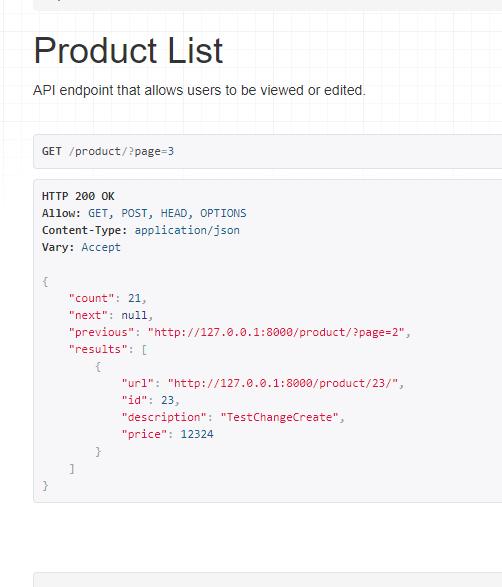 Product List
API endpoint that allows users to be viewed or edited.
GET /product/?page=3
HTTP 200 OK
Allow: GET, POST, HEAD, OPTIONS
Content-Type: application/json
Vary: Accept
{
    "count": 21,
    "next": null,
    "previous": "http://127.0.0.1:8000/product/?page=2",
    "results": [
        {
            "url": "http://127.0.0.1:8000/product/23/",
            "id": 23,
            "description": "TestChangeCreate",
            "price": 12324
        }
    ]
}